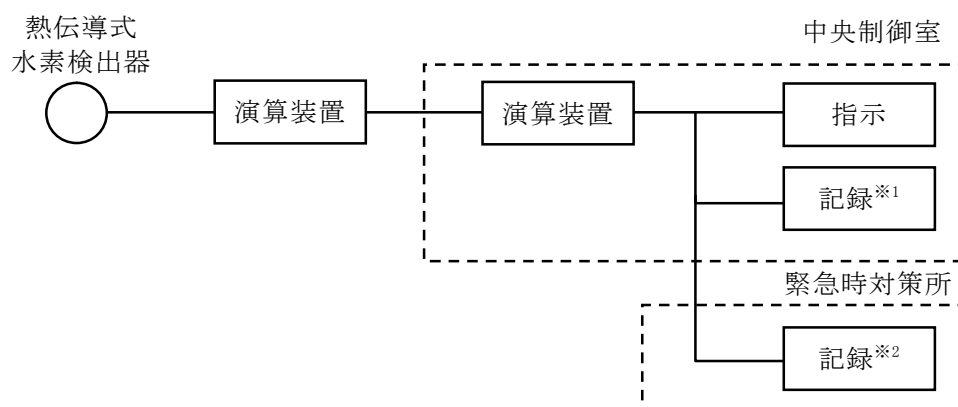 熱伝導式
水素検出器
中央制御室
演算装置
演算装置
指示
記録※1
緊急時対策所
記録※2